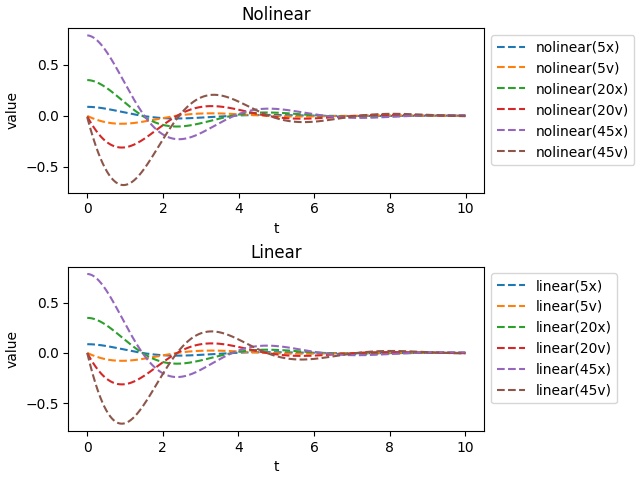 Nolinear
value
0.5
0.0
−0.5
0 2 4 6 8 10
t
nolinear(5x)
nolinear(5v)
nolinear(20x)
nolinear(20v)
nolinear(45x)
nolinear(45v)
Linear
value
0.5
0.0
−0.5
0 2 4 6 8 10
t
linear(5x)
linear(5v)
linear(20x)
linear(20v)
linear(45x)
linear(45v)